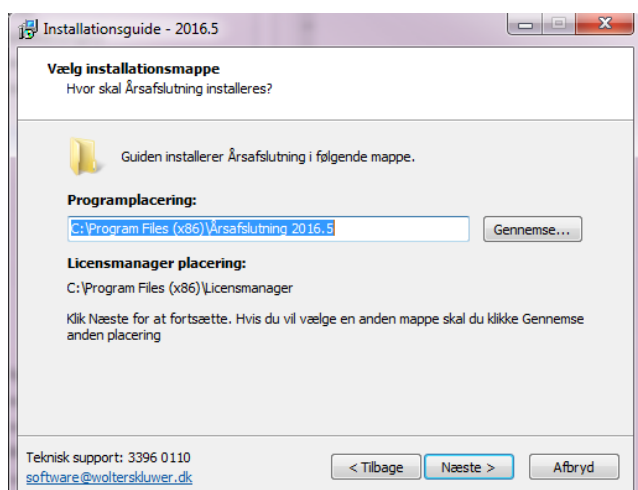 Installationsguide - 2016.5
Vælg installationsmappe
Hvor skal Årsafslutning installeres?
Guiden installerer Årsafslutning i følgende mappe.
Programplacering:
C:\Program Files (x86)\Årsafslutning 2016.5
Gennemse...
Licensmanager placering:
C:\Program Files (x86)\Licensmanager
Klik Næste for at fortsætte. Hvis du vil vælge en anden mappe skal du klikke Gennemse
anden placering
Teknisk support: 3396 0110
software@wolterskluwer.dk
< Tilbage
Næste >
Afbryd